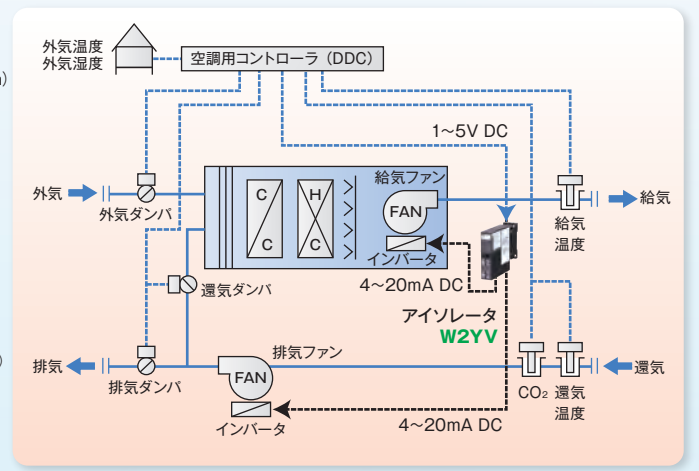 外気温度
外気湿度
空調用コントローラ（DDC）
1~5V DC
外気
外気ダンパ
C
C
H
C
給気ファン
FAN
インバータ
給気
給気
温度
4~20mA DC
還気ダンパ
アイソレータ
W2YV
排気
排気ダンパ
排気ファン
FAN
インバータ
4~20mA DC
CO2
還気
温度
還気
)
)